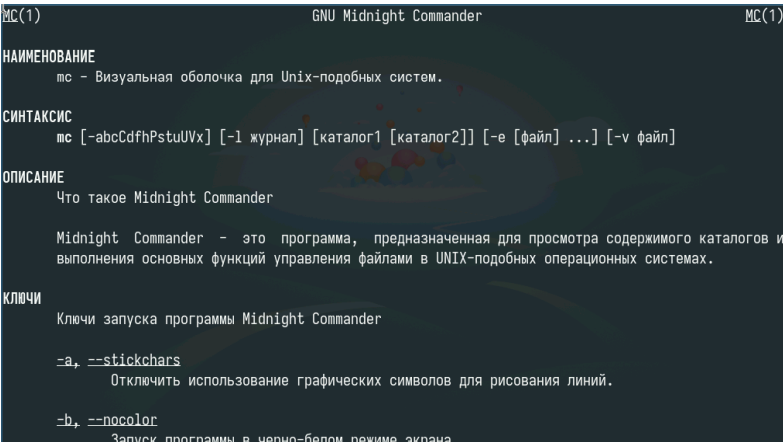 MC(1) GNU Midnight Commander MC(1)
НАИМЕНОВАНИЕ
mc - Визуальная оболочка для Unix-подобных систем.
СИНТАКСИС
mc [-abcCdfhPstuUVx] [-l журнал] [каталог1 [каталог2]] [-e [файл] ...] [-v файл]
ОПИСАНИЕ
Что такое Midnight Commander
Midnight Commander - это программа, предназначенная для просмотра содержимого каталогов и
выполнения основных функций управления файлами в UNIX-подобных операционных системах.
КЛЮЧИ
Ключи запуска программы Midnight Commander
-a, --stickchars
Отключить использование графических символов для рисования линий.
-b, --nocolor
Запуск программы в черно-белом режиме экрана.